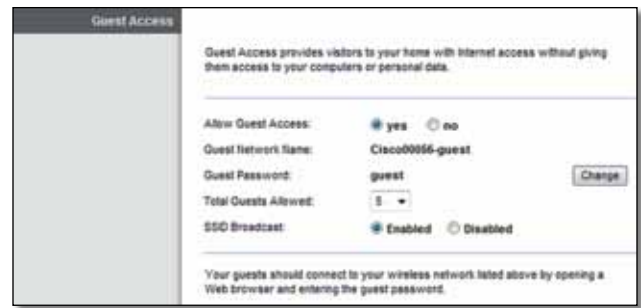 Guest Access
Guest Access provides visitors to your home with Internet access without giving
them access to your computers or personal data.
Allow Guest Access: yes no
Guest Network Name: Cisco00056-guest
Guest Password: guest Change
Total Guests Allowed: 5
SSID Broadcast: Enabled Disabled
Your guests should connect to your wireless network listed above by opening a
Web browser and entering the guest password.